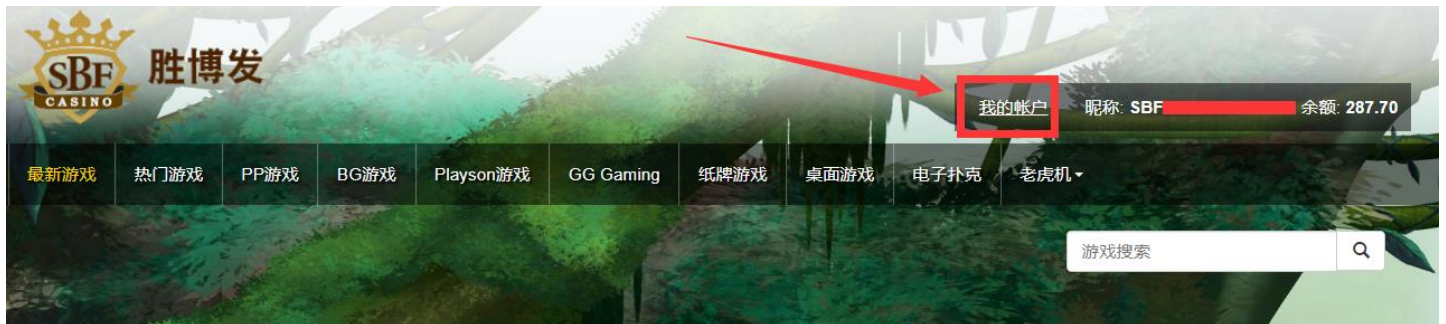 SBF
CASINO
胜博发
我的帐户 昵称: SBF 余额: 287.70
最新游戏 热门游戏 PP游戏 BG游戏 Playson游戏 GG Gaming 纸牌游戏 桌面游戏 电子扑克 老虎机
游戏搜索